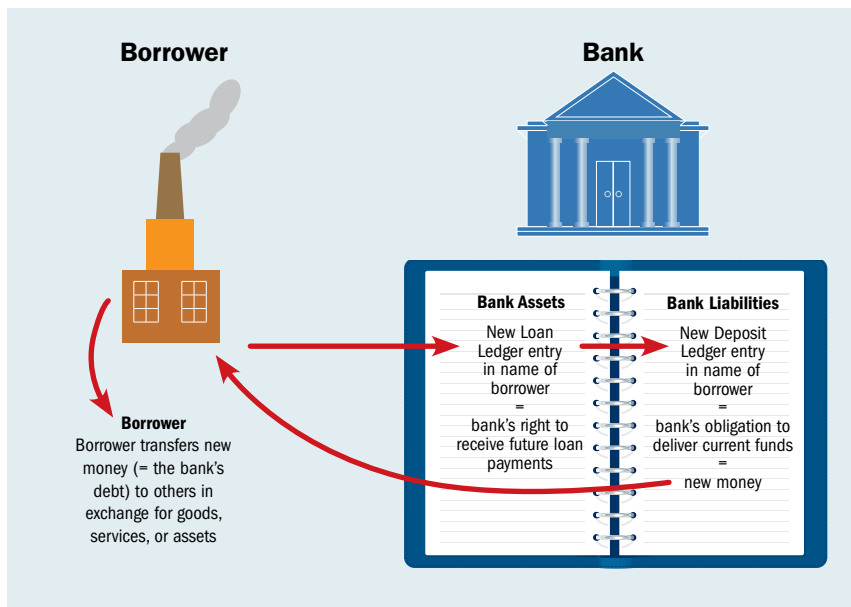 Borrower
Bank
Bank Assets
New Loan
Ledger entry
in name of
borrower
=
bank's right to
receive future loan
payments
Bank Liabilities
New Deposit
Ledger entry
in name of
borrower
=
bank's obligation to
deliver current funds
=
new money
Borrower
Borrower transfers new
money (= the bank's
debt) to others in
exchange for goods,
services, or assets